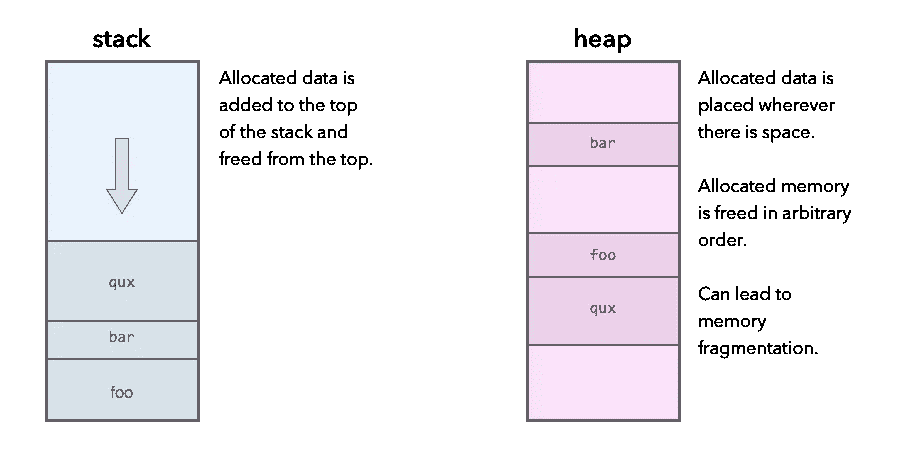 stack
Allocated data is
added to the top
of the stack and
freed from the top.
qux
bar
foo
heap
bar
foo
qux
Allocated data is
placed wherever
there is space.
Allocated memory
is freed in arbitrary
order.
Can lead to
memory
fragmentation.